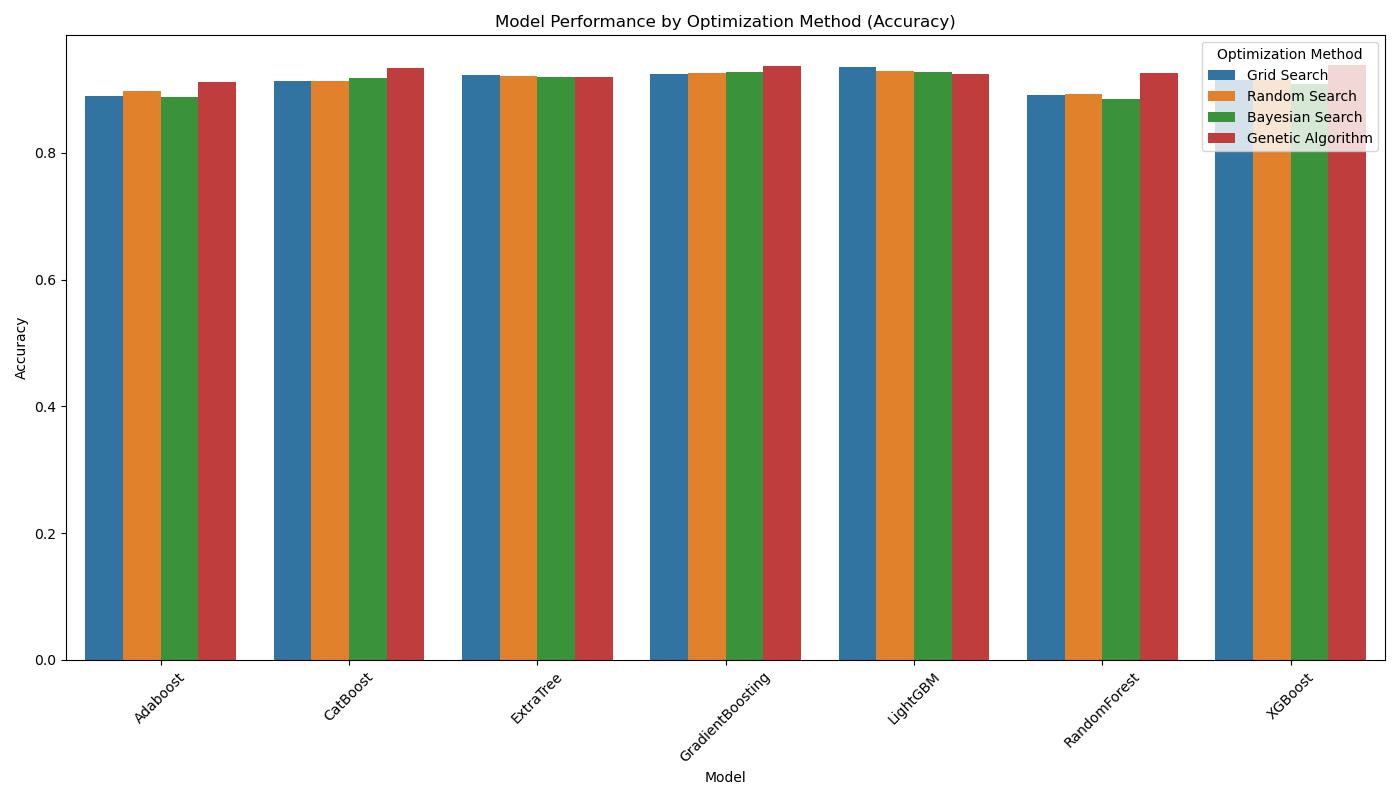 Model Performance by Optimization Method (Accuracy)
Optimization Method
Grid Search
Random Search
Bayesian Search
Genetic Algorithm
Accuracy
0.8
0.6
0.4
0.2
0.0
Adaboost
CatBoost
ExtraTree
GradientBoosting
LightGBM
RandomForest
XGBoost
Model